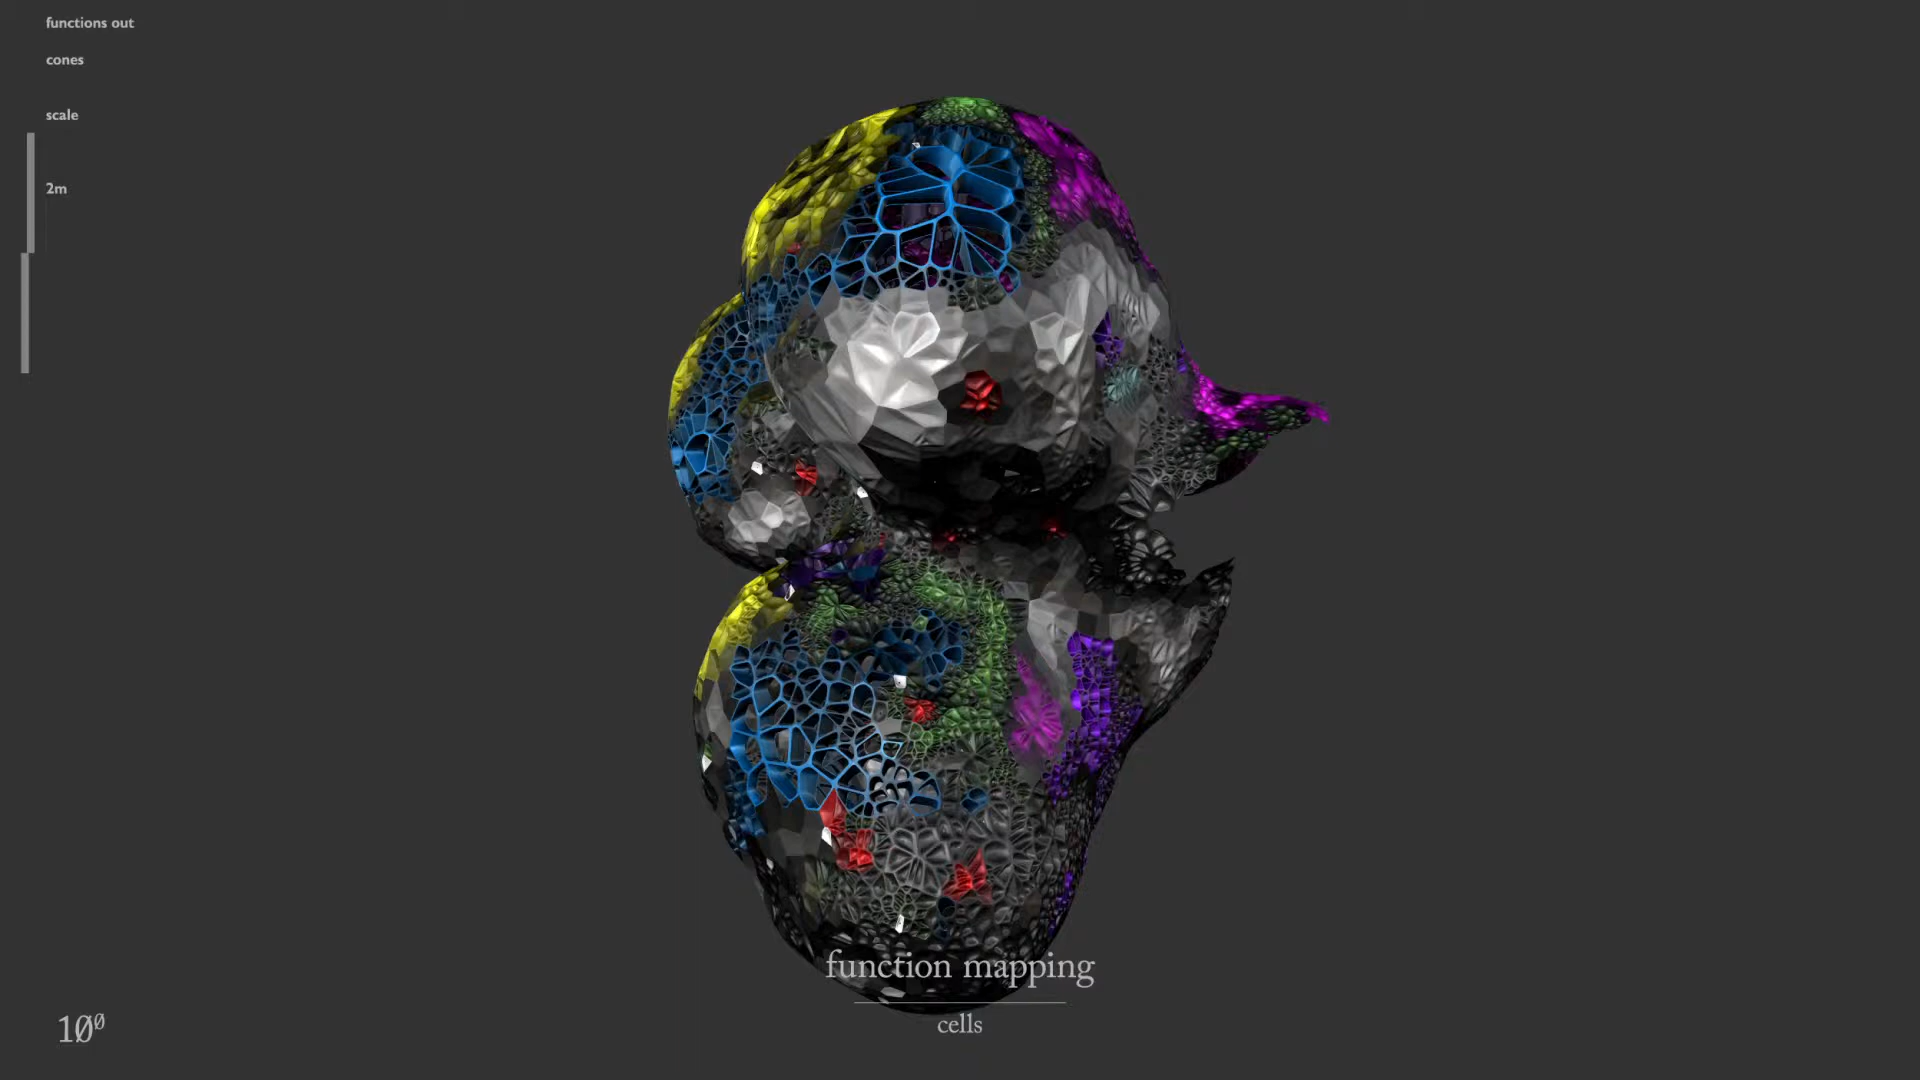 functions out
cones
scale
2m
function mapping
cells
10⁰